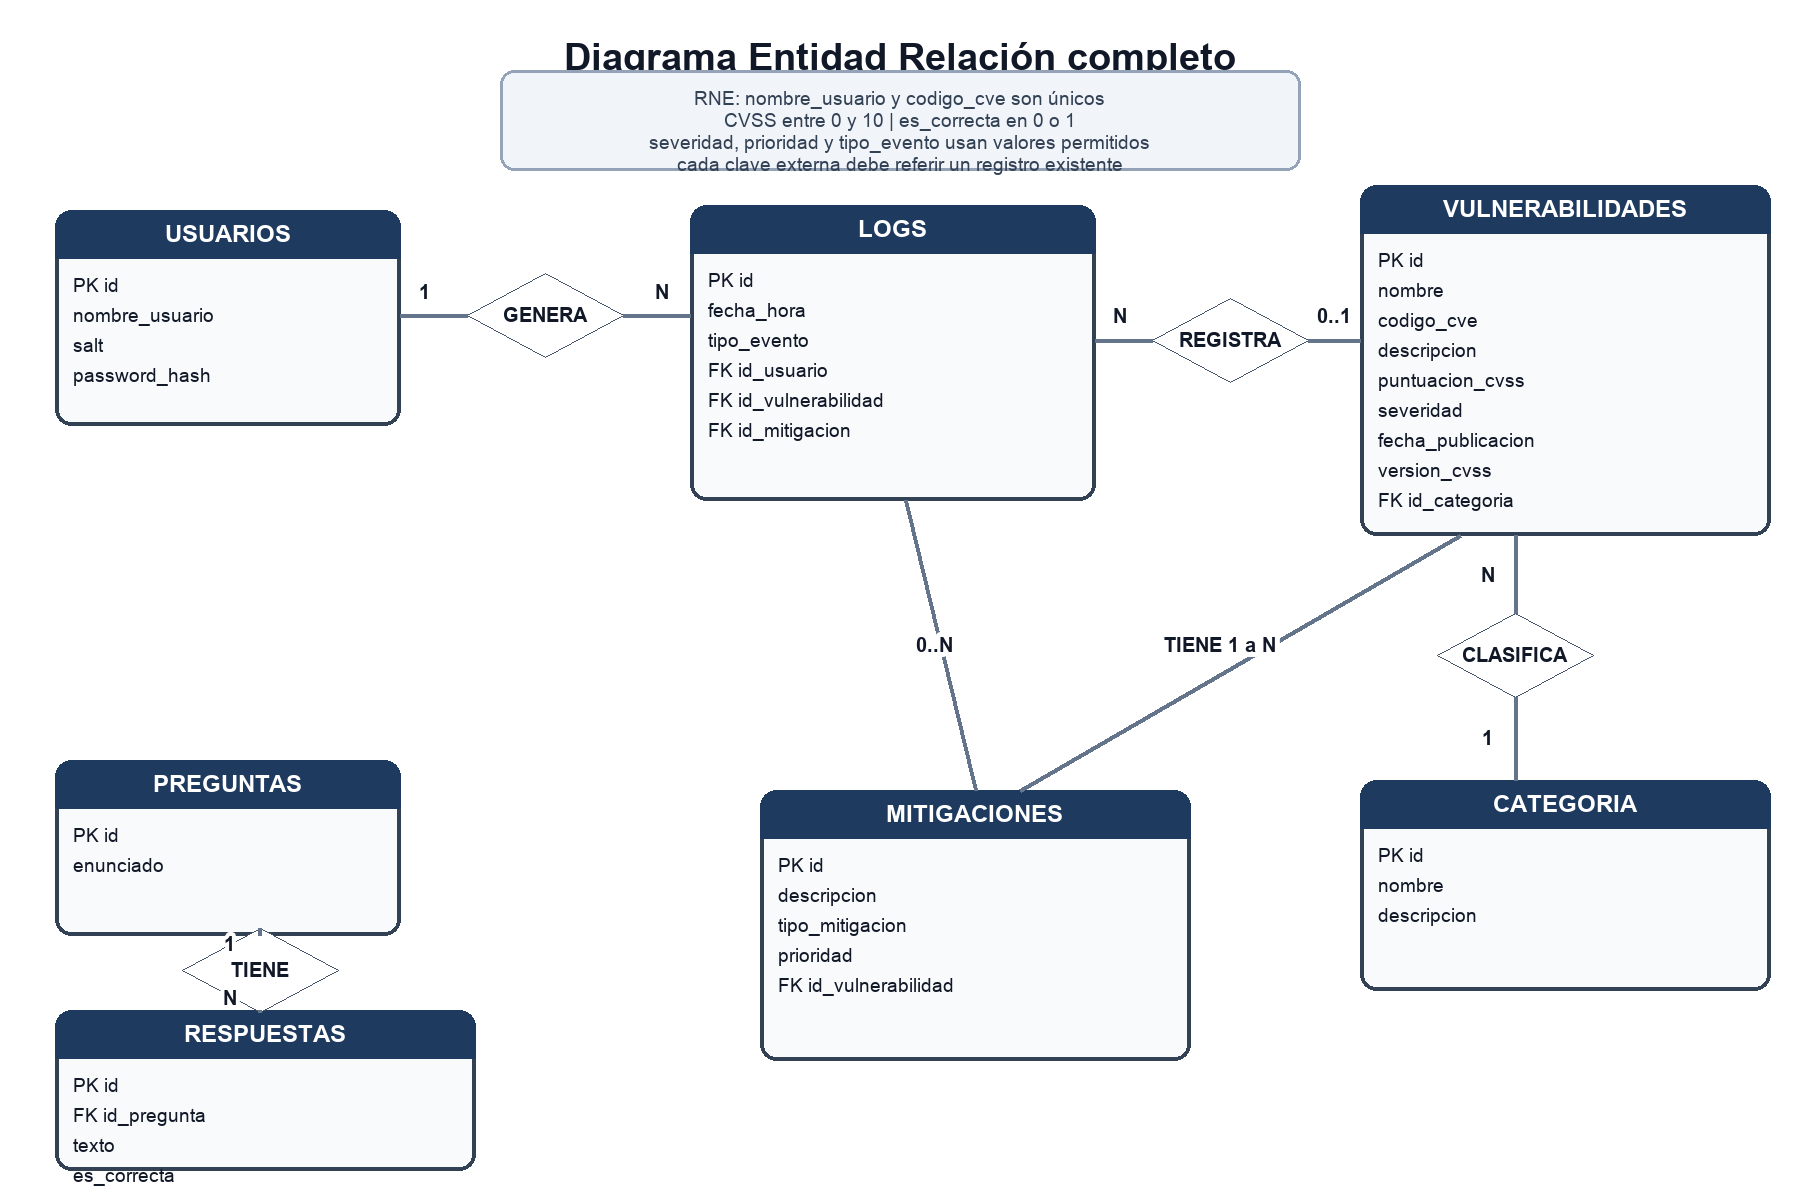 Diagrama Entidad Relación completo
RNE: nombre_usuario y codigo_cve son únicos
CVSS entre 0 y 10 | es_correcta en 0 o 1
severidad, prioridad y tipo_evento usan valores permitidos
cada clave externa debe referir un registro existente
USUARIOS
PK id
nombre_usuario
salt
password_hash
1
GENERA
N
LOGS
PK id
fecha_hora
tipo_evento
FK id_usuario
FK id_vulnerabilidad
FK id_mitigacion
N
REGISTRA
0..1
VULNERABILIDADES
PK id
nombre
codigo_cve
descripcion
puntuacion_cvss
severidad
fecha_publicacion
version_cvss
FK id_categoria
0..N
TIENE 1 a N
N
CLASIFICA
1
PREGUNTAS
PK id
enunciado
1
TIENE
N
RESPUESTAS
PK id
FK id_pregunta
texto
es_correcta
MITIGACIONES
PK id
descripcion
tipo_mitigacion
prioridad
FK id_vulnerabilidad
CATEGORIA
PK id
nombre
descripcion